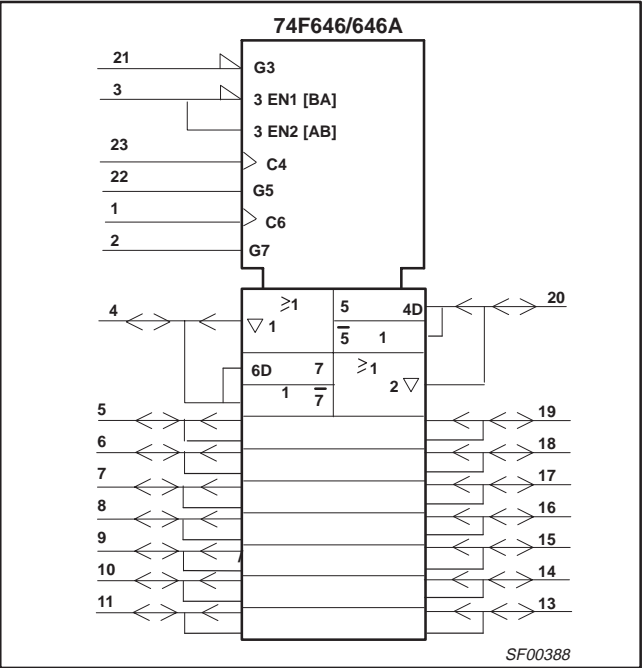 74F646/646A
21 G3
3 3 EN1 [BA]
3 EN2 [AB]
23 C4
22 G5
1 C6
2 G7
4 ≥1 5 4D 20
▽ 1 5̅ 1
6D 7 ≥1
1 7̅ 2 ▽
5 19
6 18
7 17
8 16
9 15
10 14
11 13
SF00388